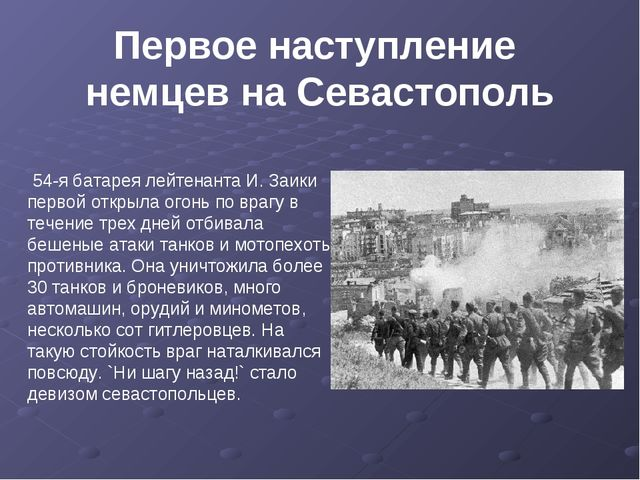 Первое наступление
немцев на Севастополь
54-я батарея лейтенанта И. Заики
первой открыла огонь по врагу в
течение трех дней отбивала
бешеные атаки танков и мотопехоты
противника. Она уничтожила более
30 танков и броневиков, много
автомашин, орудий и минометов,
несколько сот гитлеровцев. На
такую стойкость враг наталкивался
повсюду. `Ни шагу назад!` стало
девизом севастопольцев.